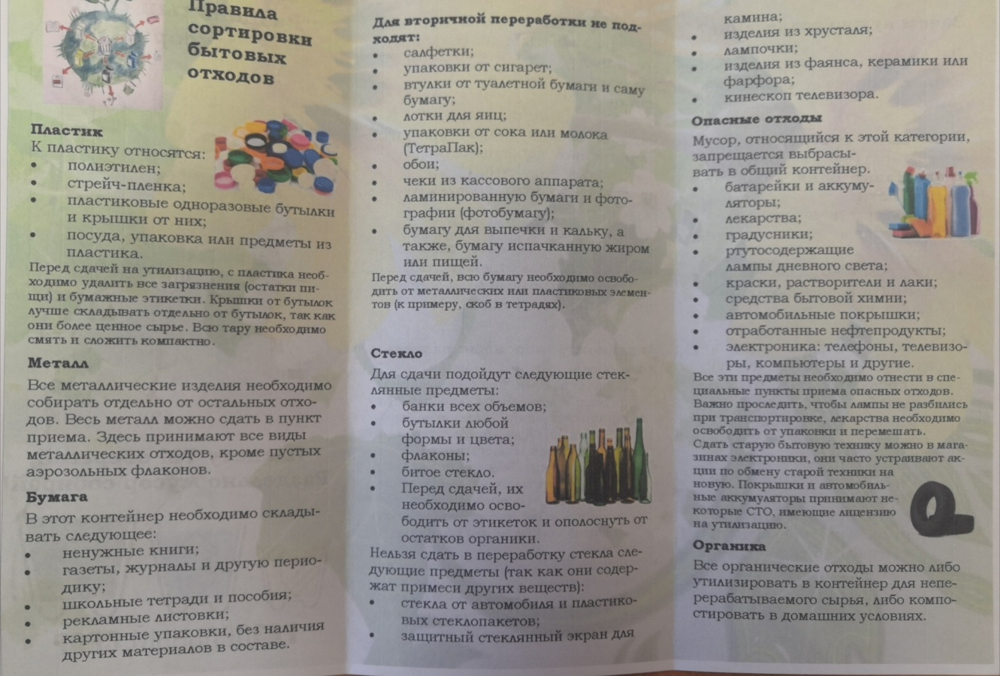 Правила
сортировки
бытовых
отходов
Пластик
К пластику относятся:
• полиэтилен;
• стрейч-пленка;
• пластиковые одноразовые бутылки
и крышки от них;
• посуда, упаковка или предметы из
пластика.
Перед сдачей на утилизацию, с пластика необ-
ходимо удалить все загрязнения (остатки пи-
щи) и бумажные этикетки. Крышки от бутылок
лучше складывать отдельно от бутылок, так как
они более ценное сырье. Всю тару необходимо
смять и сложить компактно.
Металл
Все металлические изделия необходимо
собирать отдельно от остальных отхо-
дов. Весь металл можно сдать в пункт
приема. Здесь принимают все виды
металлических отходов, кроме пустых
аэрозольных флаконов.
Бумага
В этот контейнер необходимо склады-
вать следующее:
• ненужные книги;
• газеты, журналы и другую перио-
дику;
• школьные тетради и пособия;
• рекламные листовки;
• картонные упаковки, без наличия
других материалов в составе.
Для вторичной переработки не под-
ходят:
• салфетки;
• упаковки от сигарет;
• втулки от туалетной бумаги и саму
бумагу;
• лотки для яиц;
• упаковки от сока или молока
(ТетраПак);
• обои;
• чеки из кассового аппарата;
• ламинированную бумаги и фото-
графии (фотобумагу);
• бумагу для выпечки и кальку, а
также, бумагу испачканную жиром
или пищей.
Перед сдачей, всю бумагу необходимо освобо-
дить от металлических или пластиковых элемен-
тов (к примеру, скоб в тетрадях).
Стекло
Для сдачи подойдут следующие стек-
лянные предметы:
• банки всех объемов;
• бутылки любой
формы и цвета;
• флаконы;
• битое стекло.
• Перед сдачей, их
необходимо осво-
бодить от этикеток и ополоснуть от
остатков органики.
Нельзя сдать в переработку стекла сле-
дующие предметы (так как они содер-
жат примеси других веществ):
• стекла от автомобиля и пластико-
вых стеклопакетов;
• защитный стеклянный экран для
камина;
• изделия из хрусталя;
• лампочки;
• изделия из фаянса, керамики или
фарфора;
• кинескоп телевизора.
Опасные отходы
Мусор, относящийся к этой категории,
запрещается выбрасы-
вать в общий контейнер.
• батарейки и аккуму-
ляторы;
• лекарства;
• градусники;
• ртутосодержащие
лампы дневного света;
• краски, растворители и лаки;
• средства бытовой химии;
• автомобильные покрышки;
• отработанные нефтепродукты;
• электроника: телефоны, телевизо-
ры, компьютеры и другие.
Все эти предметы необходимо отнести в спе-
циальные пункты приема опасных отходов.
Важно проследить, чтобы лампы не разбились
при транспортировке, лекарства необходимо
освободить от упаковки и перемешать.
Сдать старую бытовую технику можно в мага-
зинах электроники, они часто устраивают ак-
ции по обмену старой техники на
новую. Покрышки и автомобиль-
ные аккумуляторы принимают не-
которые СТО, имеющие лицензию
на утилизацию.
Органика
Все органические отходы можно либо
утилизировать в контейнер для непе-
рерабатываемого сырья, либо компо-
стировать в домашних условиях.